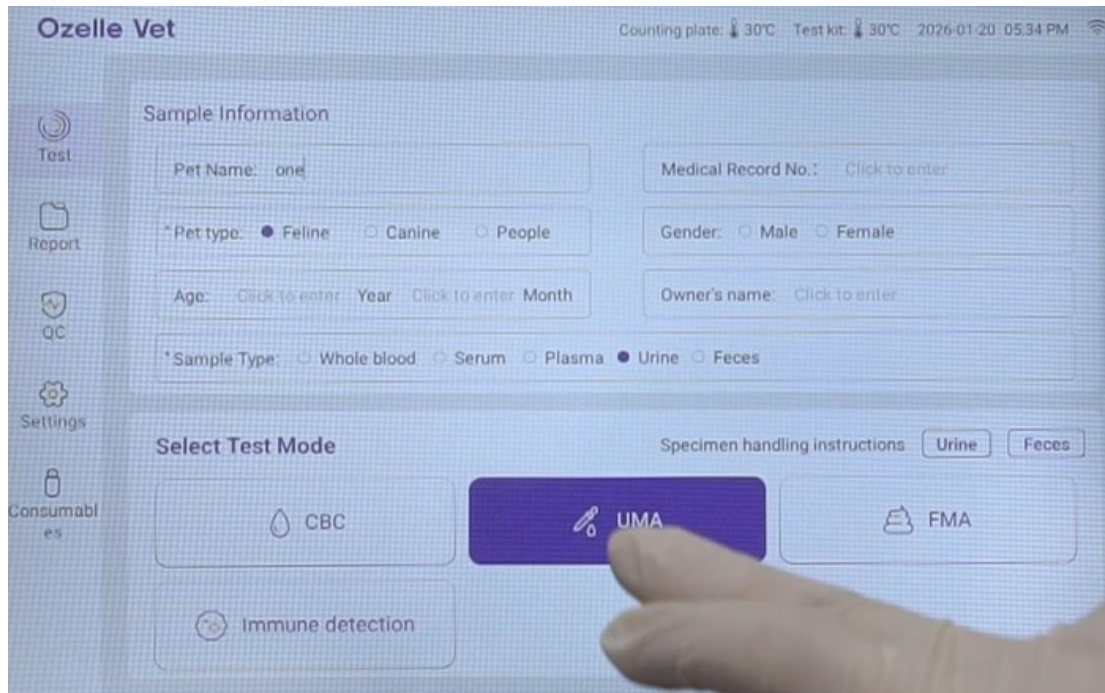 Ozelle Vet
Counting plate: 30℃ Test kit: 30℃ 2026-01-20 05:34 PM
Test
Report
QC
Settings
Consumabl
es
Sample Information
Pet Name: one
Medical Record No.: Click to enter
*Pet type: Feline Canine People
Gender: Male Female
Age: Click to enter Year Click to enter Month
Owner's name: Click to enter
*Sample Type: Whole blood Serum Plasma Urine Feces
Select Test Mode
Specimen handling instructions Urine Feces
CBC
UMA
FMA
Immune detection